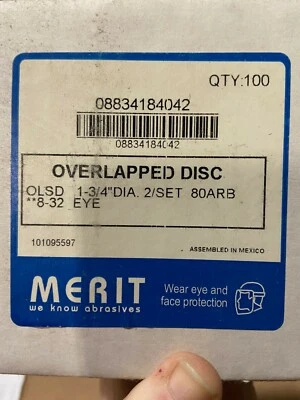 QTY:100
08834184042
08834184042
OVERLAPPED DISC
OLSD 1-3/4"DIA. 2/SET 80ARB
**8-32 EYE
101095597
ASSEMBLED IN MEXICO
MERIT
we know abrasives
Wear eye and
face protection